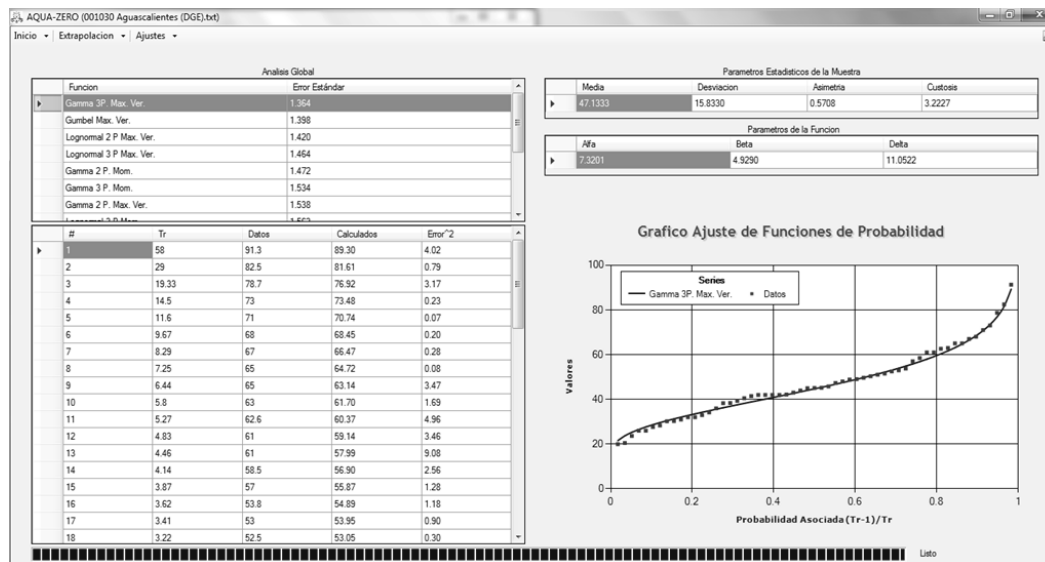 AQUA-ZERO (001030 Aguascalientes (DGE).txt)
Inicio Extrapolacion Ajustes
Analisis Global
Funcion Error Estándar
Gamma 3P. Max. Ver. 1.364
Gumbel Max. Ver. 1.398
Lognormal 2 P Max. Ver. 1.420
Lognormal 3 P Max. Ver. 1.464
Gamma 2 P. Mom. 1.472
Gamma 3 P. Mom. 1.534
Gamma 2 P. Max. Ver. 1.538
Parametros Estadisticos de la Muestra
Media Desviacion Asimetria Custosis
47.1333 15.8330 0.5708 3.2227
Parametros de la Funcion
Alfa Beta Delta
7.3201 4.9290 11.0522
# Tr Datos Calculados Error^2
1 58 91.3 89.30 4.02
2 29 82.5 81.61 0.79
3 19.33 78.7 76.92 3.17
4 14.5 73 73.48 0.23
5 11.6 71 70.74 0.07
6 9.67 68 68.45 0.20
7 8.29 67 66.47 0.28
8 7.25 65 64.72 0.08
9 6.44 65 63.14 3.47
10 5.8 63 61.70 1.69
11 5.27 62.6 60.37 4.96
12 4.83 61 59.14 3.46
13 4.46 61 57.99 9.08
14 4.14 58.5 56.90 2.56
15 3.87 57 55.87 1.28
16 3.62 53.8 54.89 1.18
17 3.41 53 53.95 0.90
18 3.22 52.5 53.05 0.30
Grafico Ajuste de Funciones de Probabilidad
Series
Gamma 3P. Max. Ver. Datos
Valores
100
80
60
40
20
0
0 0.2 0.4 0.6 0.8 1
Probabilidad Asociada (Tr-1)/Tr
Listo